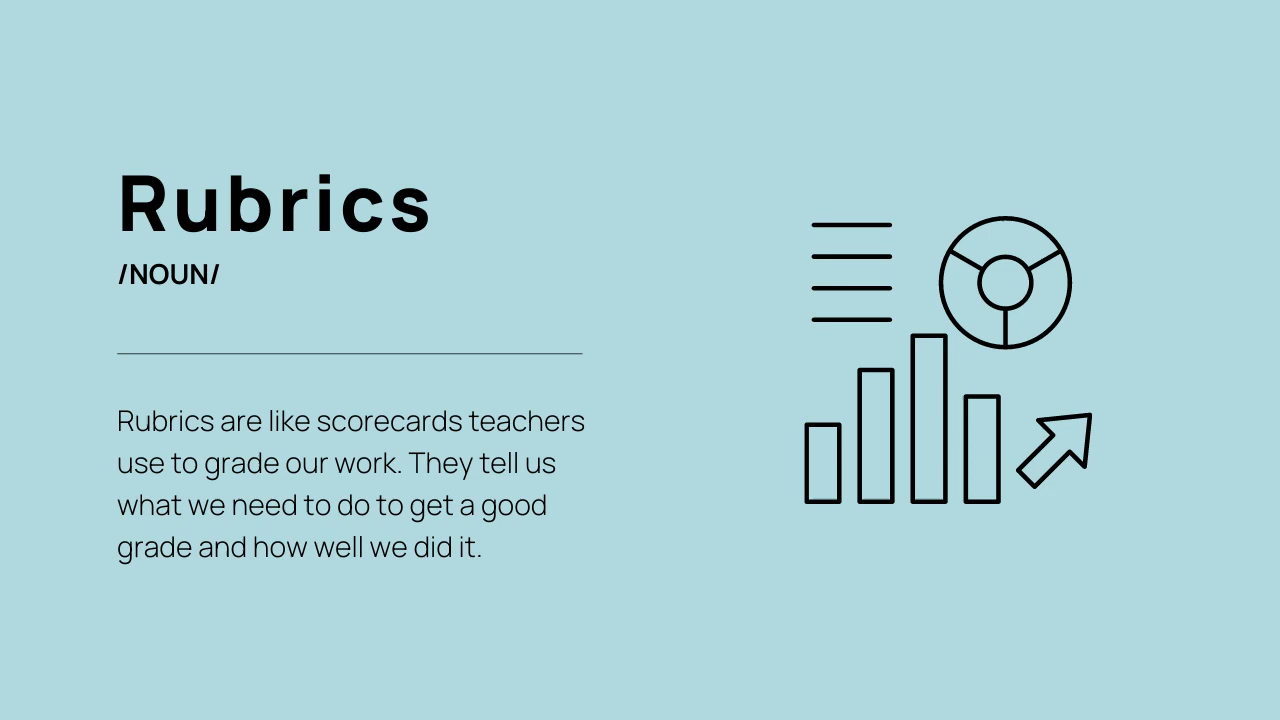 Rubrics
/NOUN/
Rubrics are like scorecards teachers
use to grade our work. They tell us
what we need to do to get a good
grade and how well we did it.